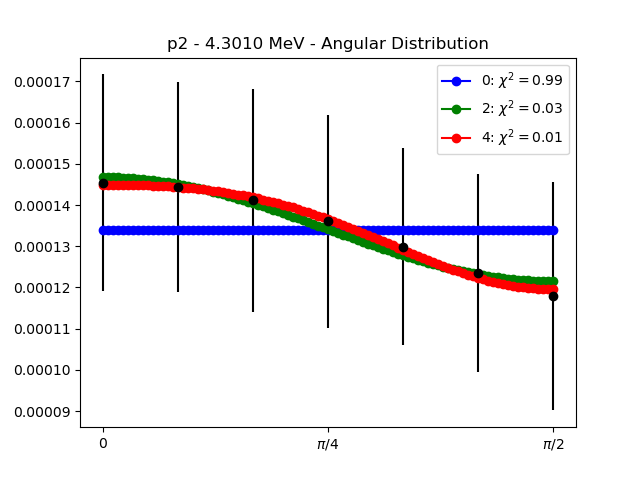 p2 - 4.3010 MeV - Angular Distribution
0: χ² = 0.99
2: χ² = 0.03
4: χ² = 0.01
0.00017
0.00016
0.00015
0.00014
0.00013
0.00012
0.00011
0.00010
0.00009
0
π/4
π/2